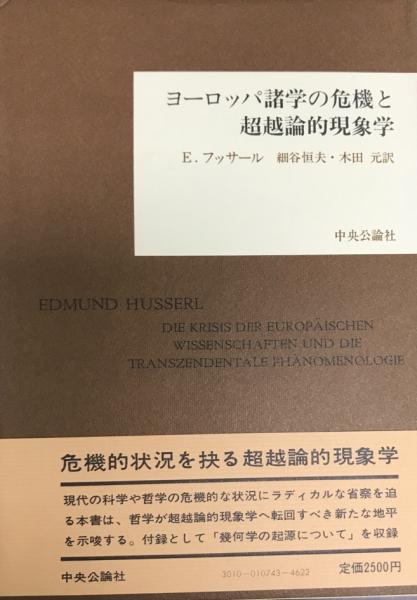 ヨーロッパ諸学の危機と
超越論的現象学
E. フッサール 細谷恒夫・木田 元訳
中央公論社
EDMUND HUSSERL
DIE KRISIS DER EUROPÄISCHEN
WISSENSCHAFTEN UND DIE
TRANSZENDENTALE PHÄNOMENOLOGIE
危機的状況を抉る超越論的現象学
現代の科学や哲学の危機的な状況にラディカルな省察を迫
る本書は、哲学が超越論的現象学へ転回すべき新たな地平
を示唆する。付録として「幾何学の起源について」を収録
中央公論社 3010-010743-4622 定価2500円